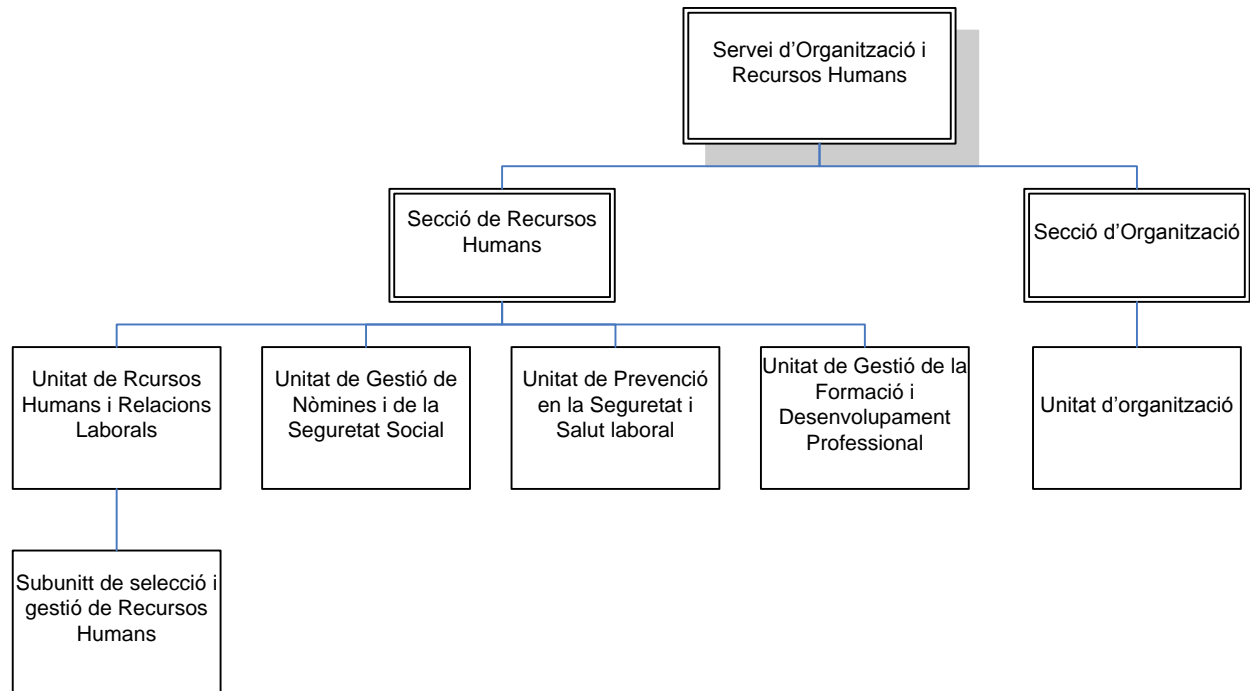 Servei d’Organització i
Recursos Humans
Secció de Recursos
Humans
Secció d’Organització
Unitat de Rcursos
Humans i Relacions
Laborals
Unitat de Gestió de
Nòmines i de la
Seguretat Social
Unitat de Prevenció
en la Seguretat i
Salut laboral
Unitat de Gestió de la
Formació i
Desenvolupament
Professional
Unitat d’organització
Subunitt de selecció i
gestió de Recursos
Humans